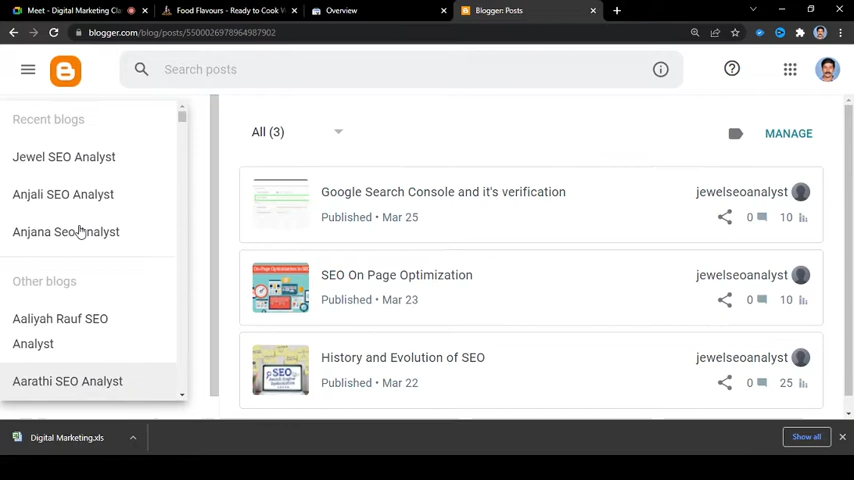 Meet - Digital Marketing Cla
Food Flavours - Ready to Cook V
Overview
Blogger: Posts
blogger.com/blog/posts/5500026978964987902
Search posts
Recent blogs
Jewel SEO Analyst
Anjali SEO Analyst
Anjana Seo Analyst
Other blogs
Aaliyah Rauf SEO
Analyst
Aarathi SEO Analyst
All (3)
MANAGE
Google Search Console and it's verification
jewelseoanalyst
Published • Mar 25
0
10
SEO On Page Optimization
jewelseoanalyst
Published • Mar 23
0
10
History and Evolution of SEO
jewelseoanalyst
Published • Mar 22
0
25
SEO
Digital Marketing.xls
Show all